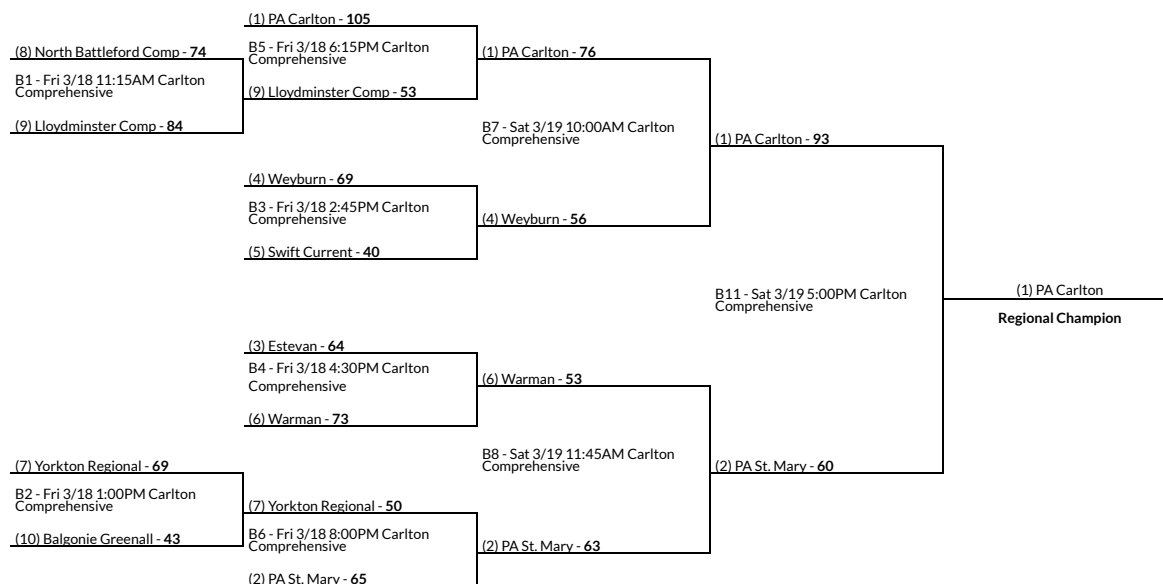 (1) PA Carlton - 105
(8) North Battleford Comp - 74
B5 - Fri 3/18 6:15PM Carlton
Comprehensive
(1) PA Carlton - 76
B1 - Fri 3/18 11:15AM Carlton
Comprehensive
(9) Lloydminster Comp - 53
(9) Lloydminster Comp - 84
B7 - Sat 3/19 10:00AM Carlton
Comprehensive
(1) PA Carlton - 93
(4) Weyburn - 69
B3 - Fri 3/18 2:45PM Carlton
Comprehensive
(4) Weyburn - 56
(5) Swift Current - 40
B11 - Sat 3/19 5:00PM Carlton
Comprehensive
(1) PA Carlton
Regional Champion
(3) Estevan - 64
B4 - Fri 3/18 4:30PM Carlton
Comprehensive
(6) Warman - 53
(6) Warman - 73
B8 - Sat 3/19 11:45AM Carlton
Comprehensive
(2) PA St. Mary - 60
(7) Yorkton Regional - 69
B2 - Fri 3/18 1:00PM Carlton
Comprehensive
(7) Yorkton Regional - 50
(10) Balgonie Greenall - 43
B6 - Fri 3/18 8:00PM Carlton
Comprehensive
(2) PA St. Mary - 63
(2) PA St. Mary - 65